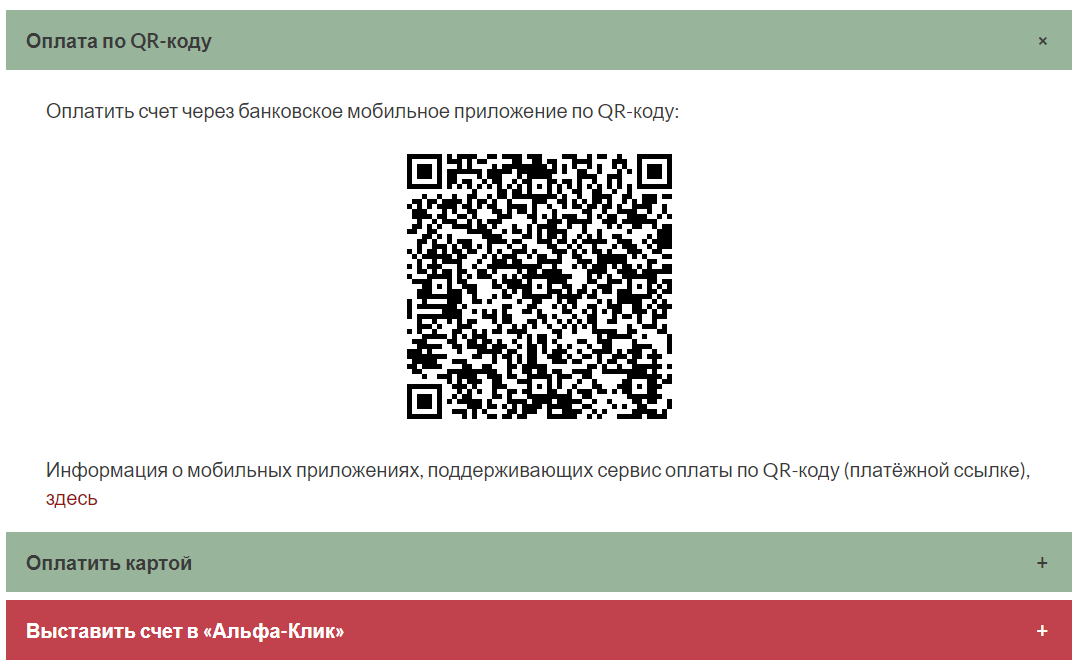 Оплата по QR-коду ×
Оплатить счет через банковское мобильное приложение по QR-коду:
Информация о мобильных приложениях, поддерживающих сервис оплаты по QR-коду (платёжной ссылке),
здесь
Оплатить картой +
Выставить счет в «Альфа-Клик» +